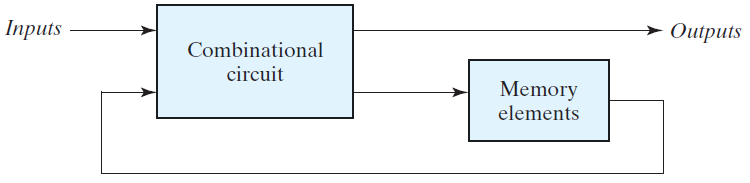 Inputs
Combinational
circuit
Outputs
Memory
elements